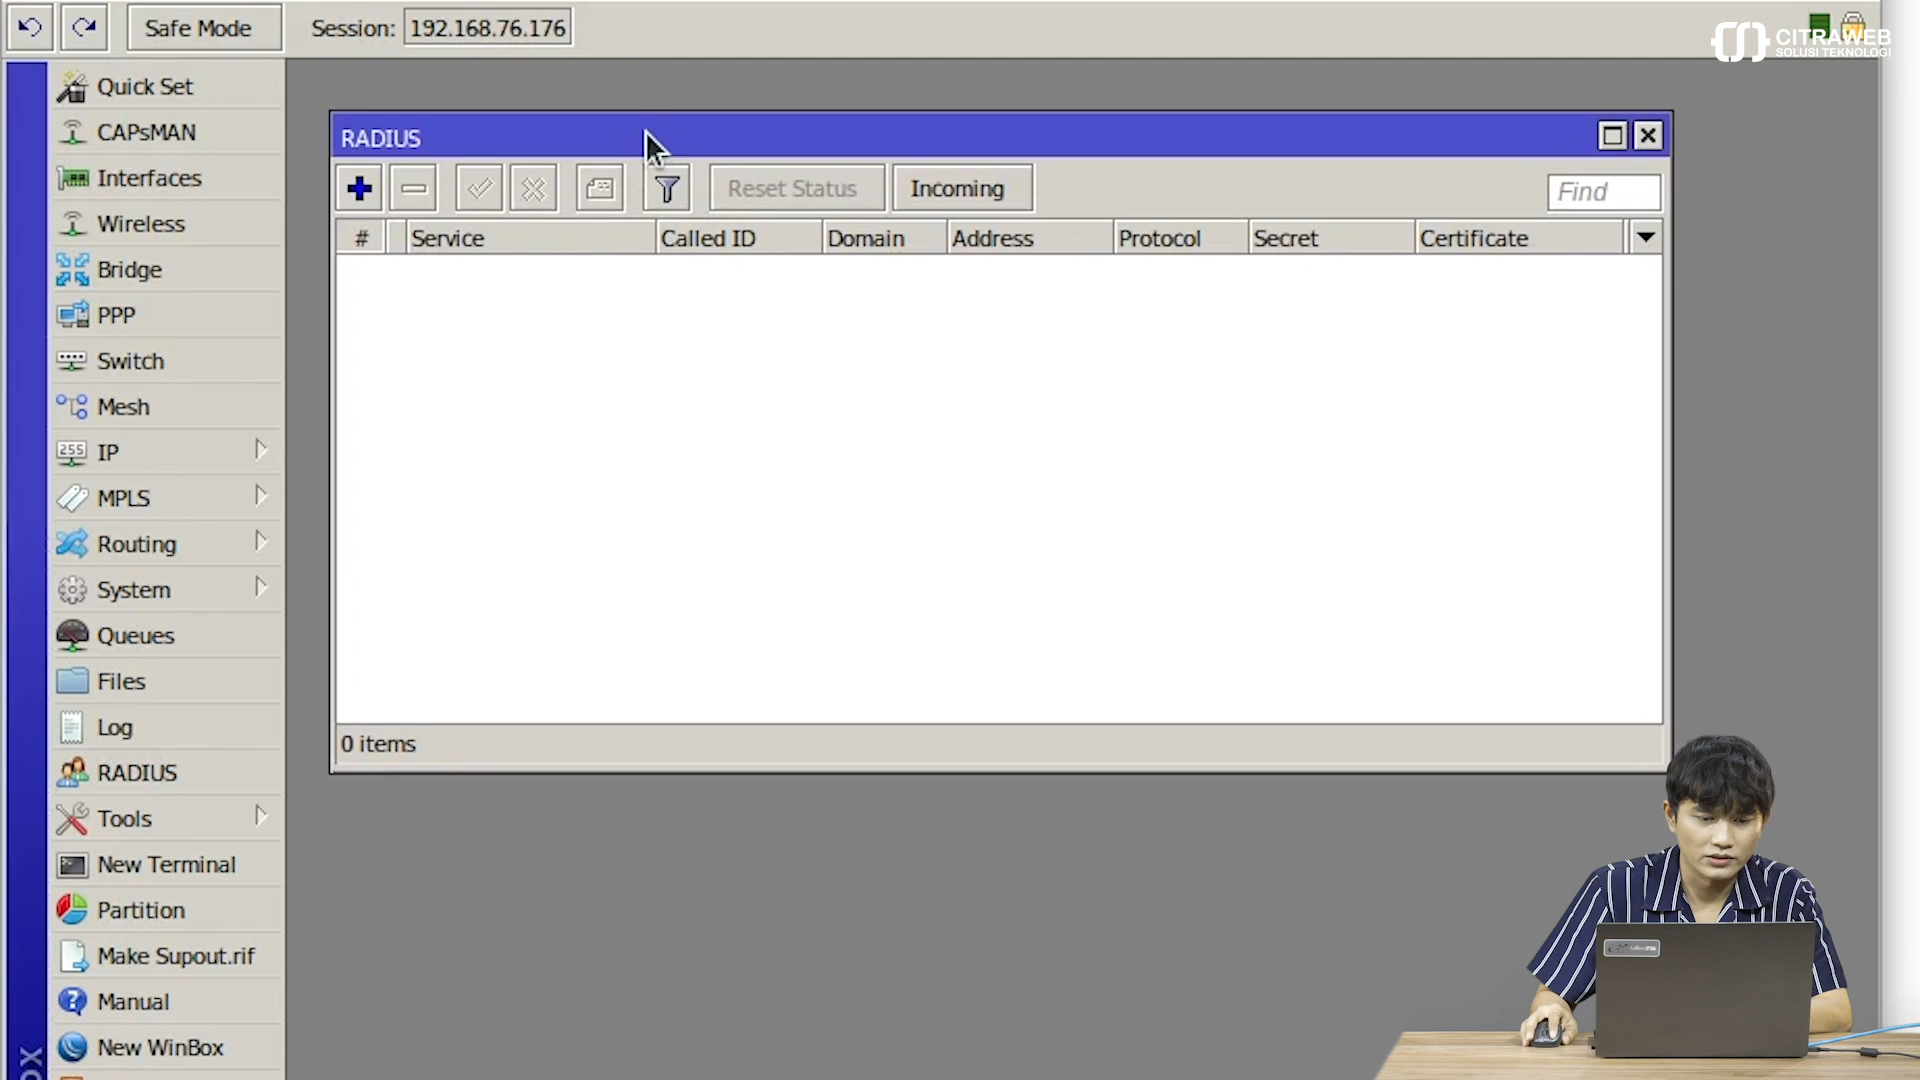 Safe Mode
Session:
192.168.76.176
CITRAWEB
SOLUSI TEKNOLOGI
Quick Set
CAPsMAN
Interfaces
Wireless
Bridge
PPP
Switch
Mesh
255
IP
MPLS
Routing
System
Queues
Files
Log
RADIUS
Tools
New Terminal
Partition
Make Supout.rif
Manual
New WinBox
OX
RADIUS
Reset Status
Incoming
Find
#
Service
Called ID
Domain
Address
Protocol
Secret
Certificate
0 items